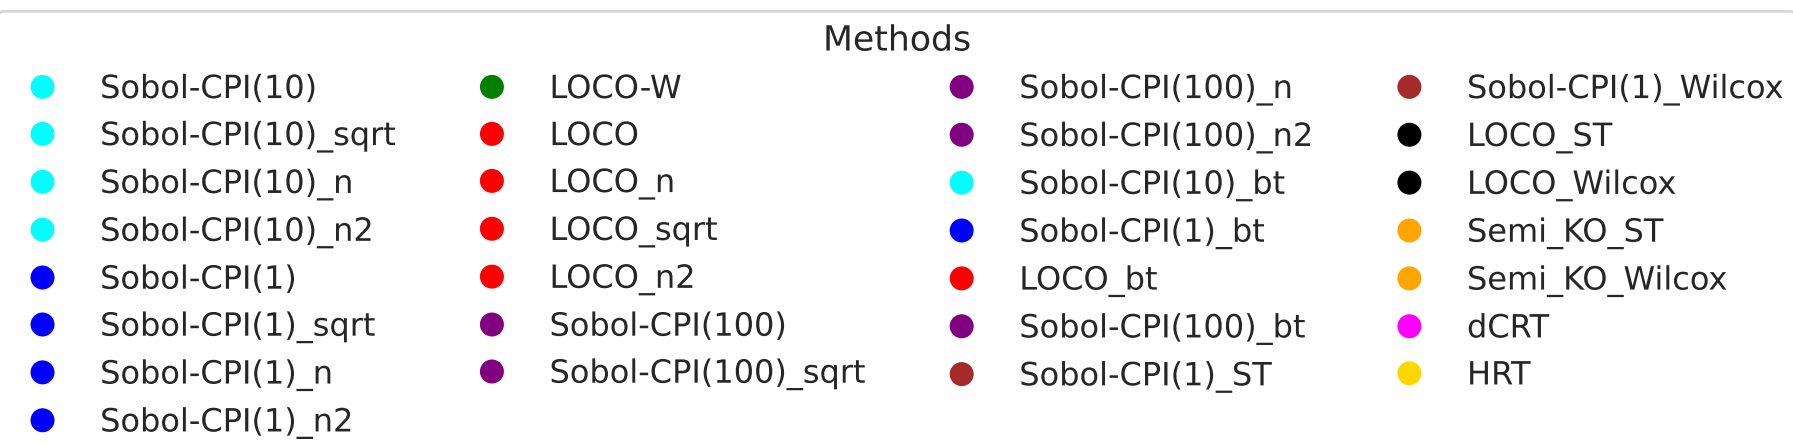 Methods
Sobol-CPI(10)
Sobol-CPI(10)_sqrt
Sobol-CPI(10)_n
Sobol-CPI(10)_n2
Sobol-CPI(1)
Sobol-CPI(1)_sqrt
Sobol-CPI(1)_n
Sobol-CPI(1)_n2
LOCO-W
LOCO
LOCO_n
LOCO_sqrt
LOCO_n2
Sobol-CPI(100)
Sobol-CPI(100)_sqrt
Sobol-CPI(100)_n
Sobol-CPI(100)_n2
Sobol-CPI(10)_bt
Sobol-CPI(1)_bt
LOCO_bt
Sobol-CPI(100)_bt
Sobol-CPI(1)_ST
Sobol-CPI(1)_Wilcox
LOCO_ST
LOCO_Wilcox
Semi_KO_ST
Semi_KO_Wilcox
dCRT
HRT